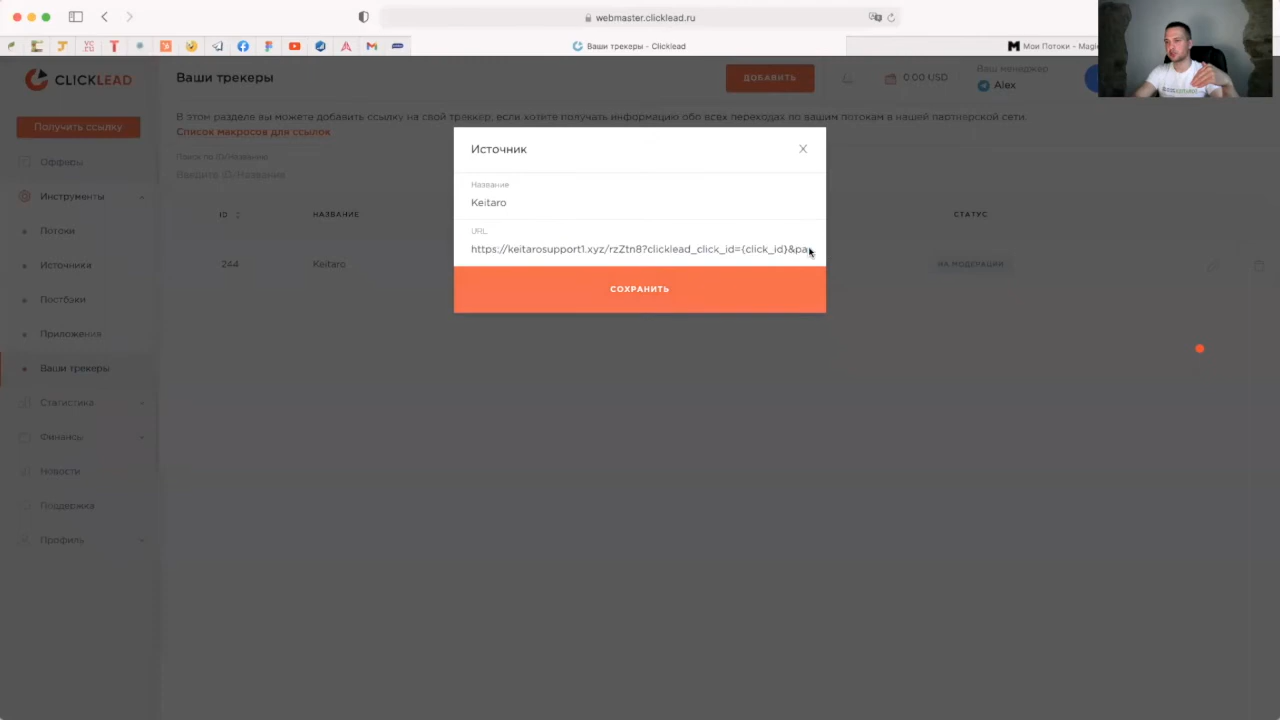 webmaster.clicklead.ru
Ваши трекеры - Clicklead
Мои Потоки - Magic
CLICKLEAD
Ваши трекеры
ДОБАВИТЬ
0.00 USD
Ваш менеджер
Alex
Получить ссылку
В этом разделе вы можете добавить ссылку на свой трекер, если хотите получать информацию обо всех переходах по вашим потокам в нашей партнерской сети.
Список макросов для ссылок
Поиск по ID/Названию
Введите ID/Название
Офферы
Инструменты
Потоки
Источники
Постбеки
Приложения
Ваши трекеры
Статистика
Финансы
Новости
Поддержка
Профиль
ID
НАЗВАНИЕ
СТАТУС
244
Keitaro
НА МОДЕРАЦИИ
Источник
Название
Keitaro
URL
https://keitarosupport1.xyz/rzZtn8?clicklead_click_id={click_id}&pa
СОХРАНИТЬ